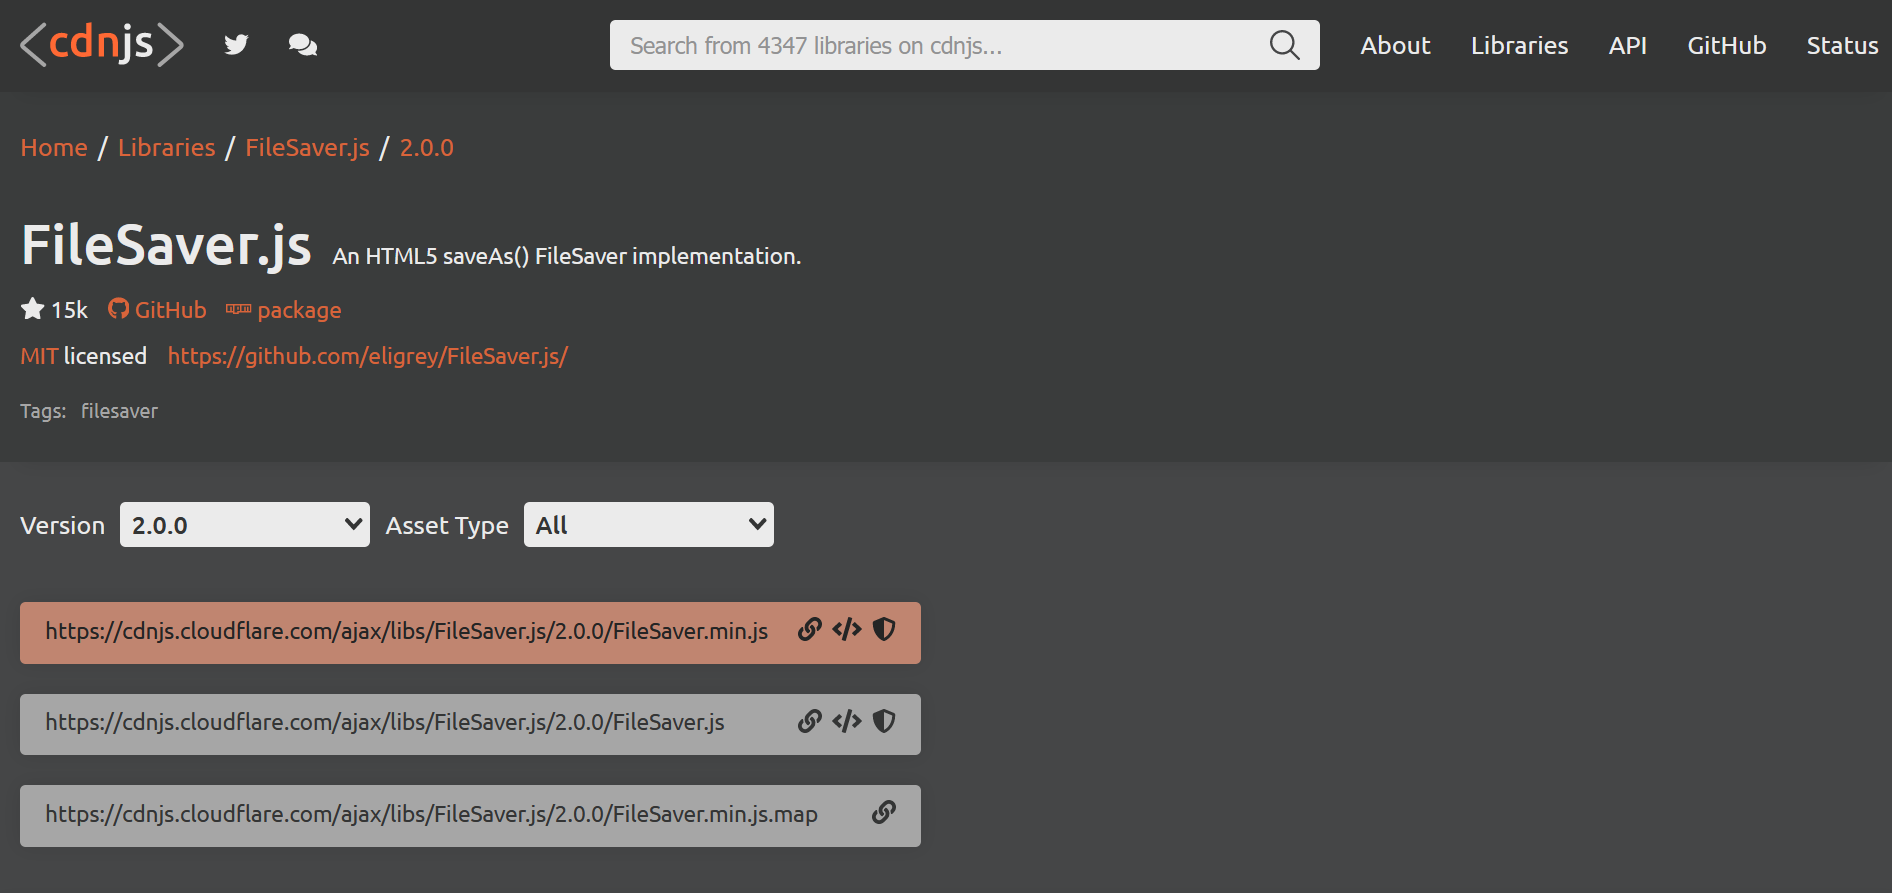 <cdnjs>
Search from 4347 libraries on cdnjs...
About Libraries API GitHub Status
Home / Libraries / FileSaver.js / 2.0.0
FileSaver.js An HTML5 saveAs() FileSaver implementation.
15k GitHub npm package
MIT licensed https://github.com/eligrey/FileSaver.js/
Tags: filesaver
Version 2.0.0 Asset Type All
https://cdnjs.cloudflare.com/ajax/libs/FileSaver.js/2.0.0/FileSaver.min.js
https://cdnjs.cloudflare.com/ajax/libs/FileSaver.js/2.0.0/FileSaver.js
https://cdnjs.cloudflare.com/ajax/libs/FileSaver.js/2.0.0/FileSaver.min.js.map